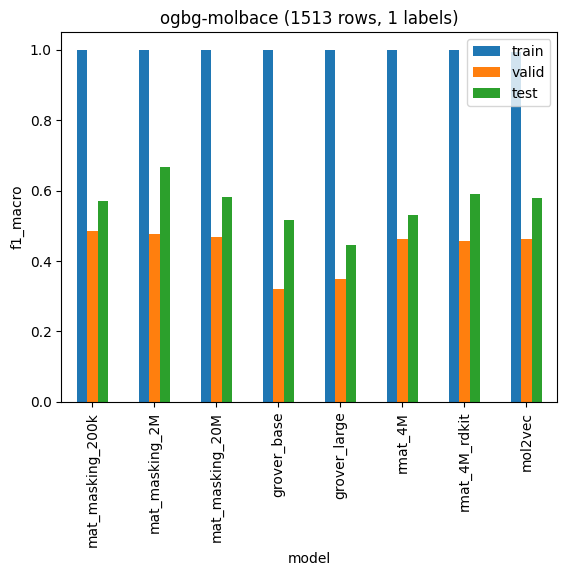 ogbg-molbace (1513 rows, 1 labels)
train
valid
test
f1_macro
1.0
0.8
0.6
0.4
0.2
0.0
mat_masking_200k
mat_masking_2M
mat_masking_20M
grover_base
grover_large
rmat_4M
rmat_4M_rdkit
mol2vec
model